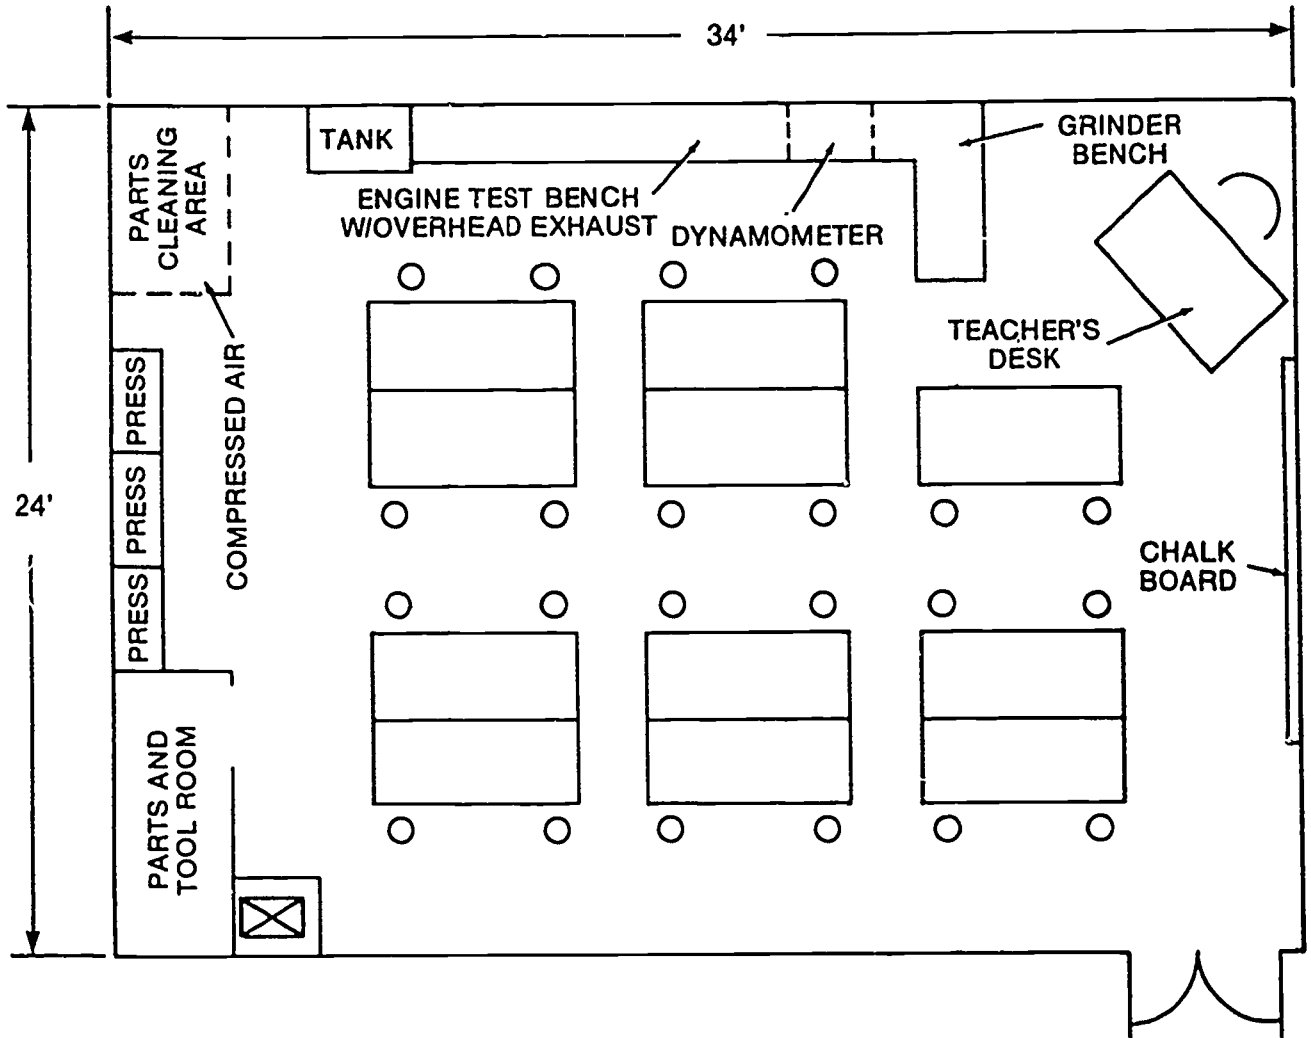 34'
TANK
GRINDER
BENCH
PARTS
CLEANING
AREA
ENGINE TEST BENCH
W/OVERHEAD EXHAUST
DYNAMOMETER
TEACHER'S
DESK
COMPRESSED AIR
PRESS
PRESS
PRESS
24'
CHALK
BOARD
PARTS AND
TOOL ROOM